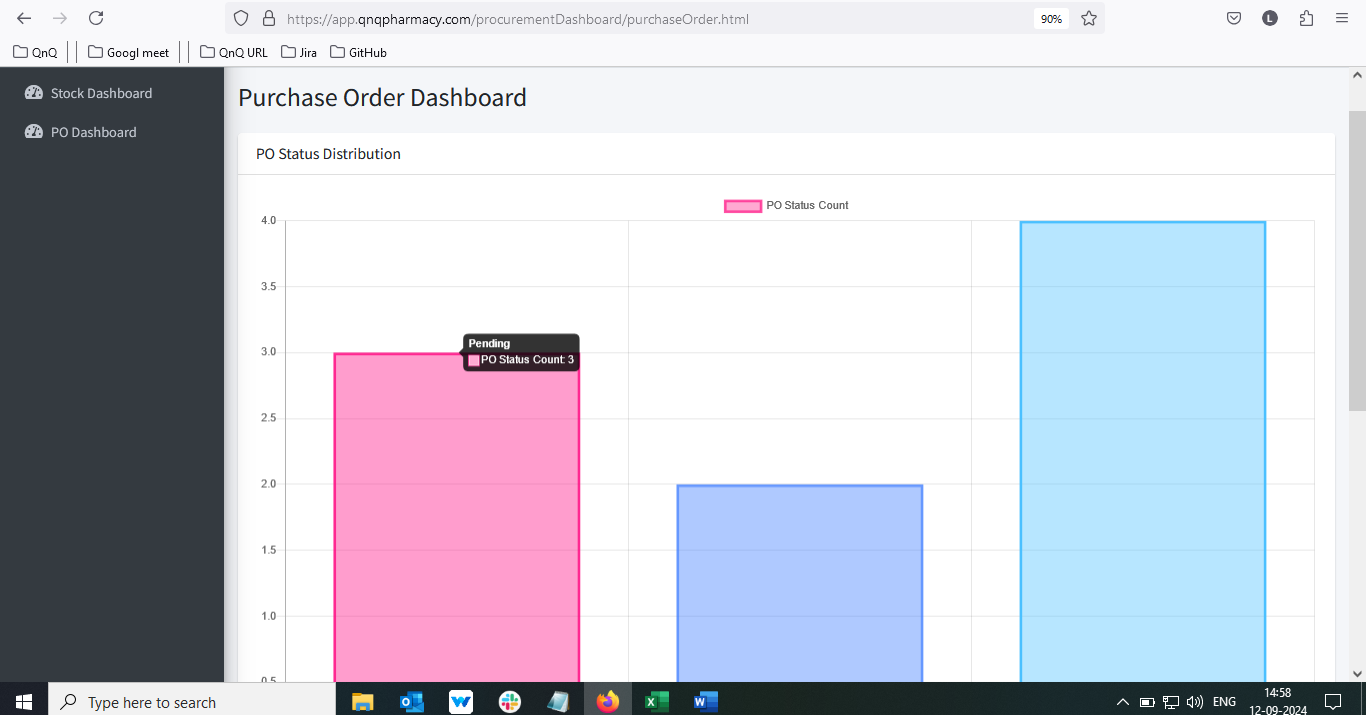 https://app.qnqpharmacy.com/procurementDashboard/purchaseOrder.html
90%
L
QnQ
Googl meet
QnQ URL
Jira
GitHub
Stock Dashboard
PO Dashboard
Purchase Order Dashboard
PO Status Distribution
PO Status Count
4.0
3.5
3.0
Pending
PO Status Count: 3
2.5
2.0
1.5
1.0
0.5
Type here to search
ENG
14:58
12-09-2024